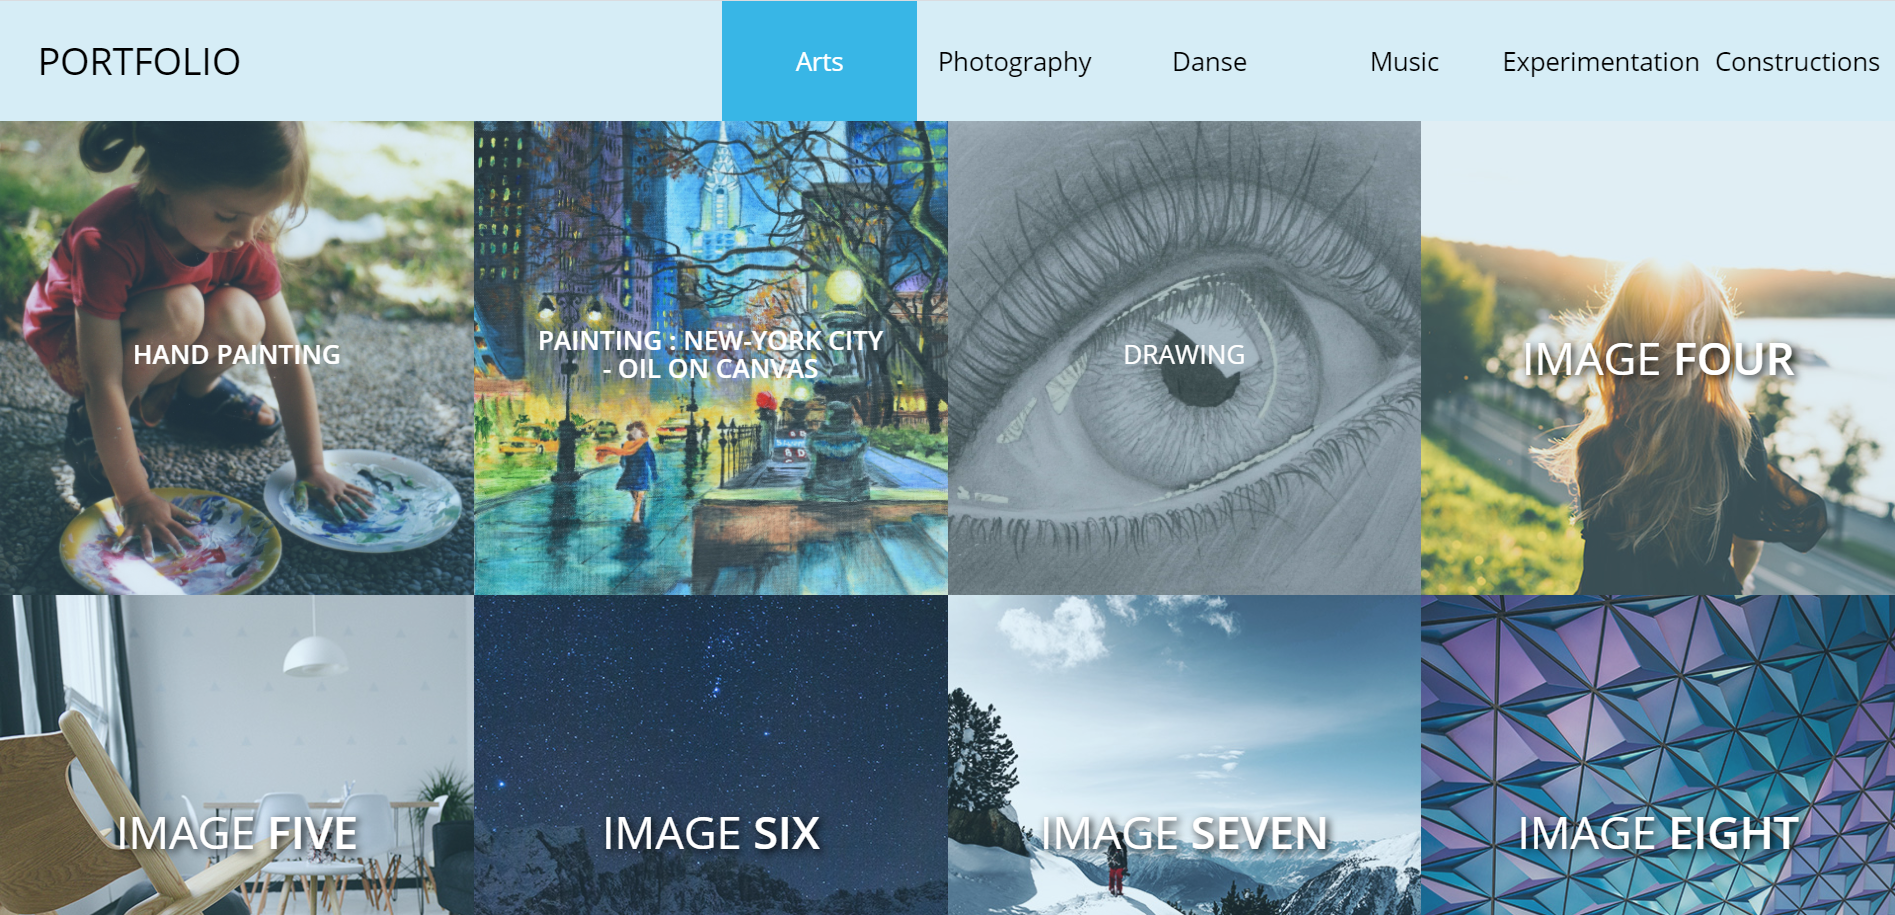 PORTFOLIO
Arts
Photography
Danse
Music
Experimentation
Constructions
HAND PAINTING
PAINTING : NEW-YORK CITY
- OIL ON CANVAS
DRAWING
IMAGE FOUR
IMAGE FIVE
IMAGE SIX
IMAGE SEVEN
IMAGE EIGHT